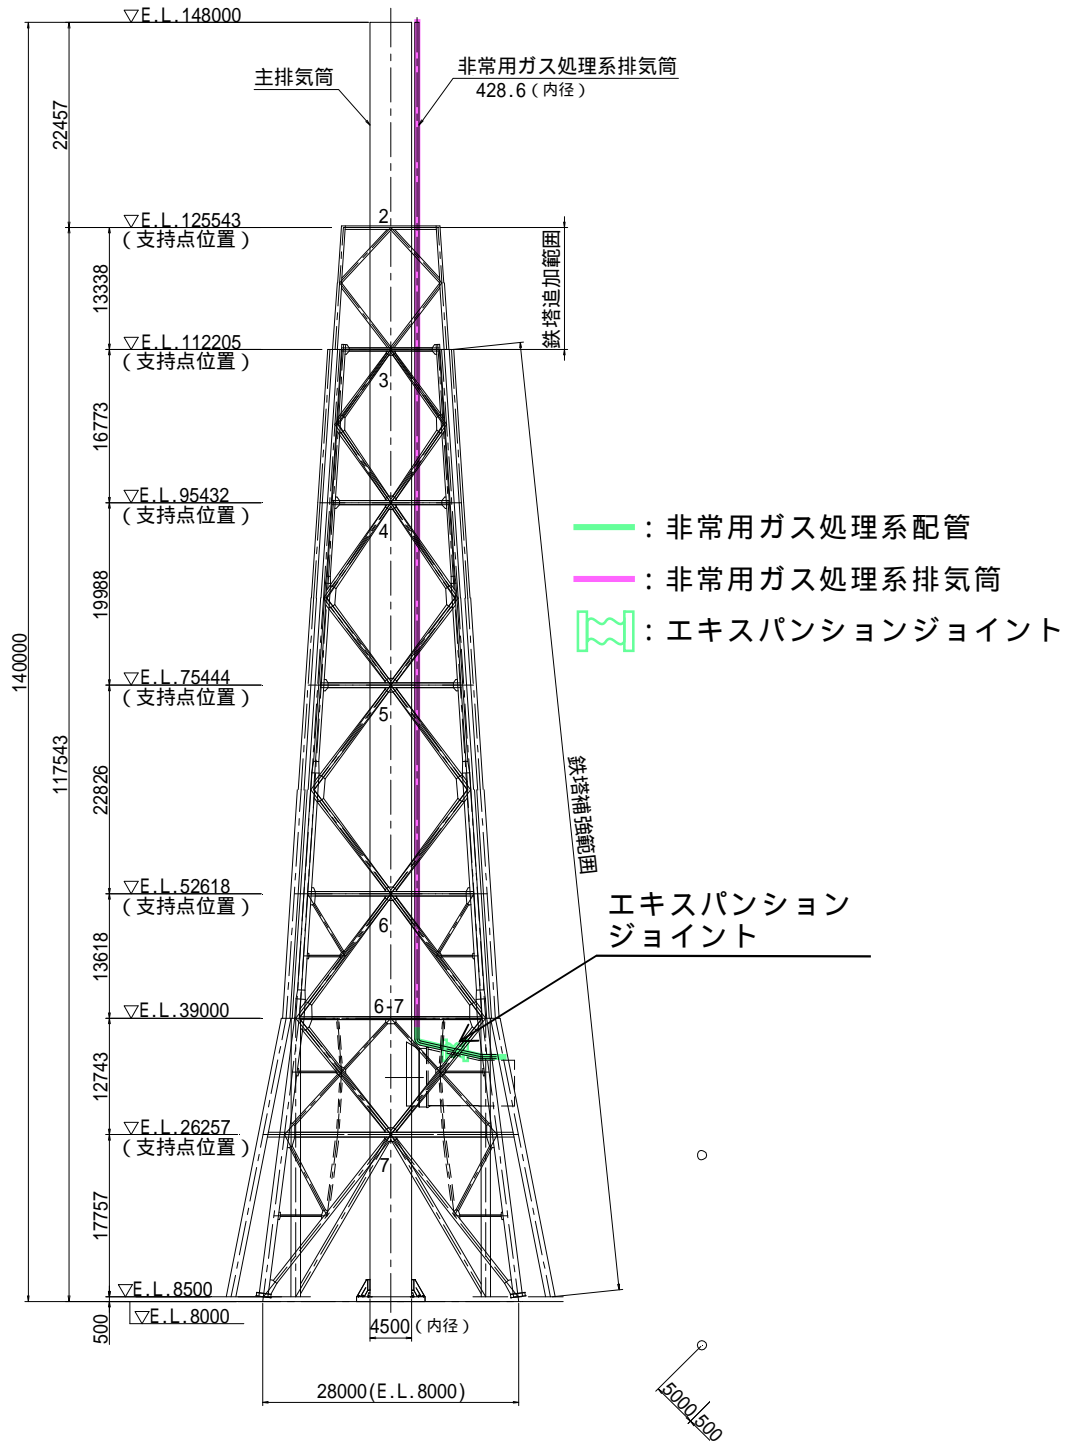 ▽E.L.148000
主排気筒
非常用ガス処理系排気筒
428.6(内径)
22457
▽E.L.125543
(支持点位置)
2
鉄塔追加範囲
13338
▽E.L.112205
(支持点位置)
3
16773
▽E.L.95432
(支持点位置)
4
:非常用ガス処理系配管
:非常用ガス処理系排気筒
:エキスパンションジョイント
19988
140000
▽E.L.75444
(支持点位置)
5
117543
22826
鉄塔補強範囲
▽E.L.52618
(支持点位置)
6
エキスパンション
ジョイント
13618
▽E.L.39000
6-7
12743
▽E.L.26257
(支持点位置)
7
17757
▽E.L.8500
▽E.L.8000
500
4500(内径)
28000(E.L.8000)
5000
500